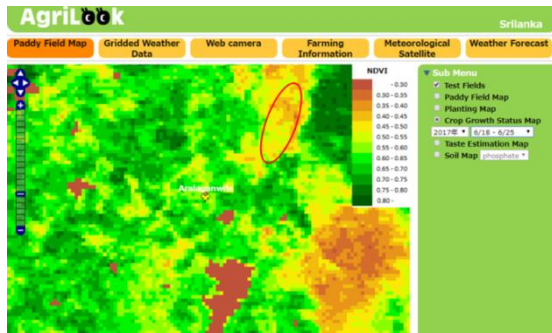 AgriLook
Srilanka
Paddy Field Map
Gridded Weather
Data
Web camera
Farming
Information
Meteorological
Satellite
Weather Forecast
NDVI
- 0.30
0.30 - 0.35
0.35 - 0.40
0.40 - 0.45
0.45 - 0.50
0.50 - 0.55
0.55 - 0.60
0.60 - 0.65
0.65 - 0.70
0.70 - 0.75
0.75 - 0.80
0.80 -
Aralaganwila
Sub Menu
Test Fields
Paddy Field Map
Planting Map
Crop Growth Status Map
2017年 6/18 - 6/25
Taste Estimation Map
Soil Map phosphate